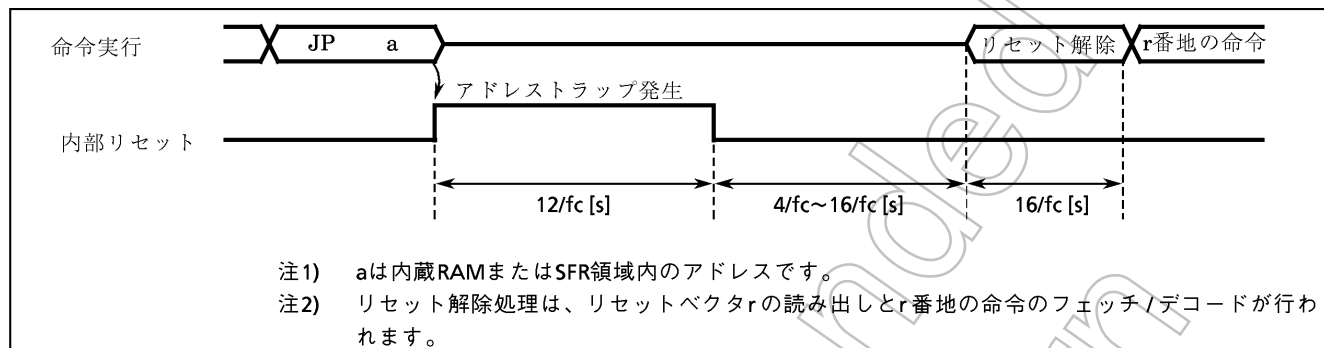 命令実行 JP a リセット解除 r番地の命令
アドレストラップ発生
内部リセット
12/fc [s] 4/fc～16/fc [s] 16/fc [s]
注1) aは内蔵RAMまたはSFR領域内のアドレスです。
注2) リセット解除処理は、リセットベクタrの読み出しとr番地の命令のフェッチ/デコードが行わ
れます。